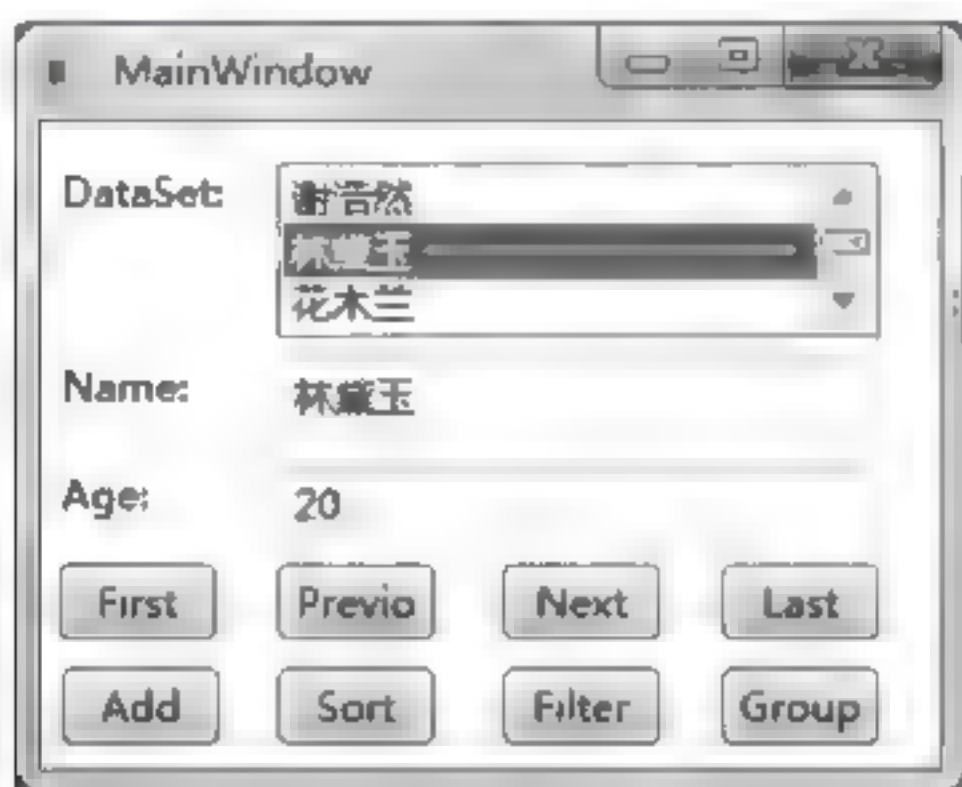 MainWindow
DataSet:
谢浩然
林黛玉
花木兰
Name:
林黛玉
Age:
20
First Previo Next Last
Add Sort Filter Group